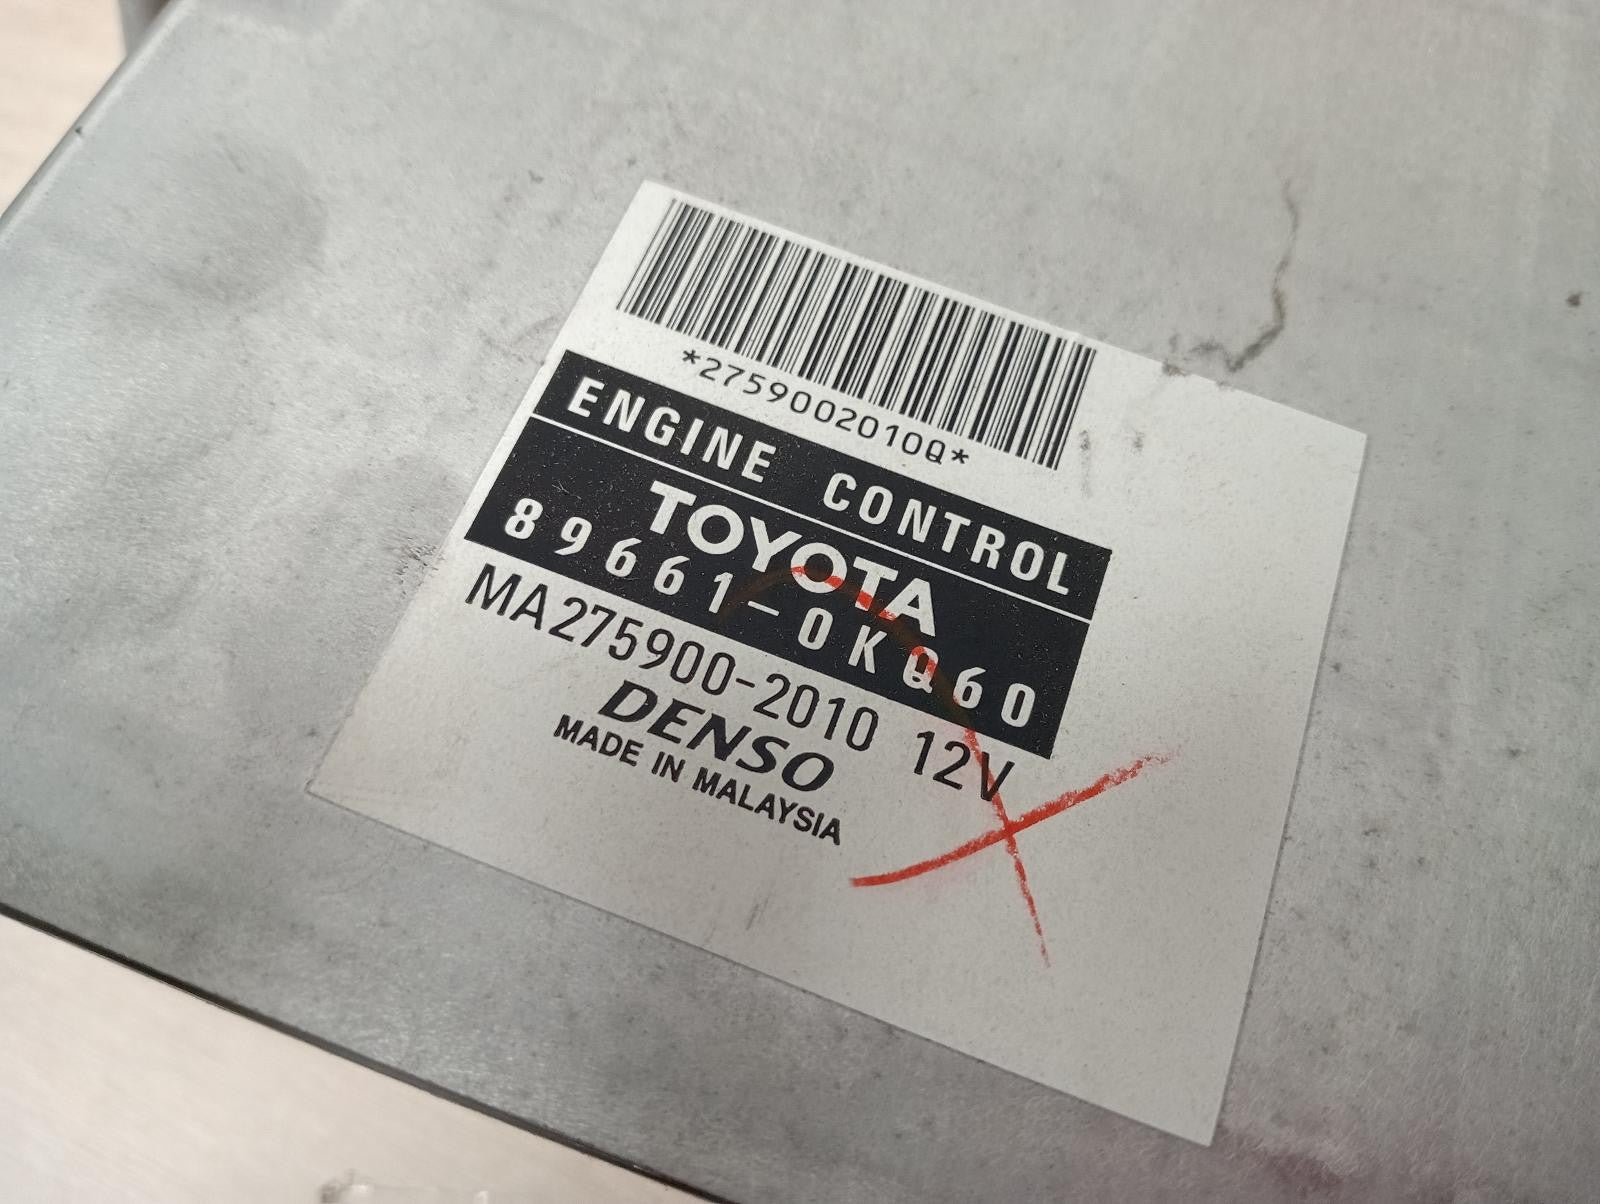 *2759002010Q*
ENGINE CONTROL
TOYOTA
89661-0KQ60
MA275900-2010 12V
DENSO
MADE IN MALAYSIA